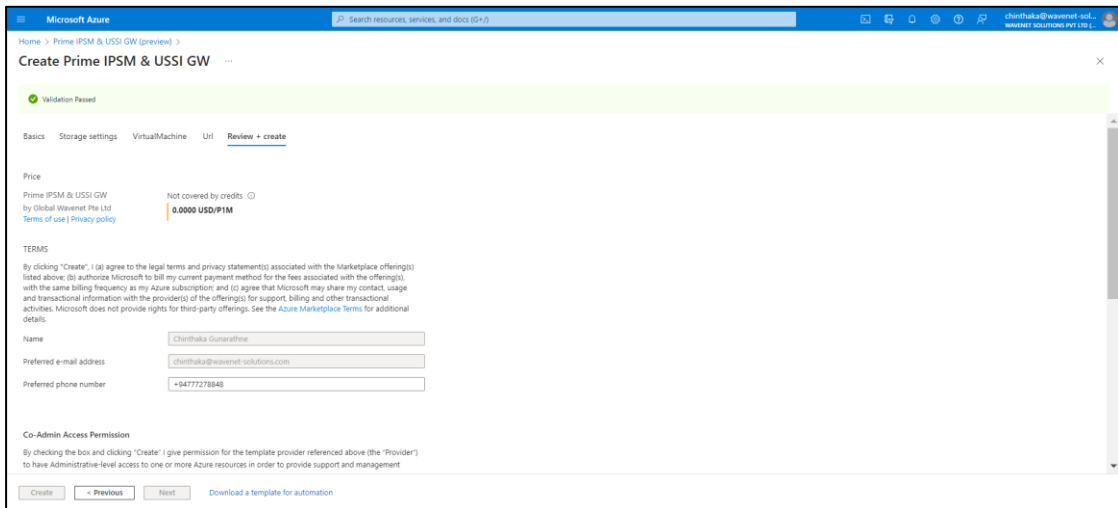 Microsoft Azure
Search resources, services, and docs (G+/)
chinthaka@wavenet-sol...
WAVENET SOLUTIONS PVT LTD (...
Home > Prime IPSM & USSI GW (preview) >
Create Prime IPSM & USSI GW ...
Validation Passed
Basics Storage settings VirtualMachine Url Review + create
Price
Prime IPSM & USSI GW
by Global Wavenet Pte Ltd
Terms of use | Privacy policy
Not covered by credits
0.0000 USD/P1M
TERMS
By clicking "Create", I (a) agree to the legal terms and privacy statement(s) associated with the Marketplace offering(s)
listed above; (b) authorize Microsoft to bill my current payment method for the fees associated with the offering(s),
with the same billing frequency as my Azure subscription; and (c) agree that Microsoft may share my contact, usage
and transactional information with the provider(s) of the offering(s) for support, billing and other transactional
activities. Microsoft does not provide rights for third-party offerings. See the Azure Marketplace Terms for additional
details.
Name Chinthaka Gunarathne
Preferred e-mail address chinthaka@wavenet-solutions.com
Preferred phone number +94777278848
Co-Admin Access Permission
By checking the box and clicking "Create" I give permission for the template provider referenced above (the "Provider")
to have Administrative-level access to one or more Azure resources in order to provide support and management
Create < Previous Next Download a template for automation